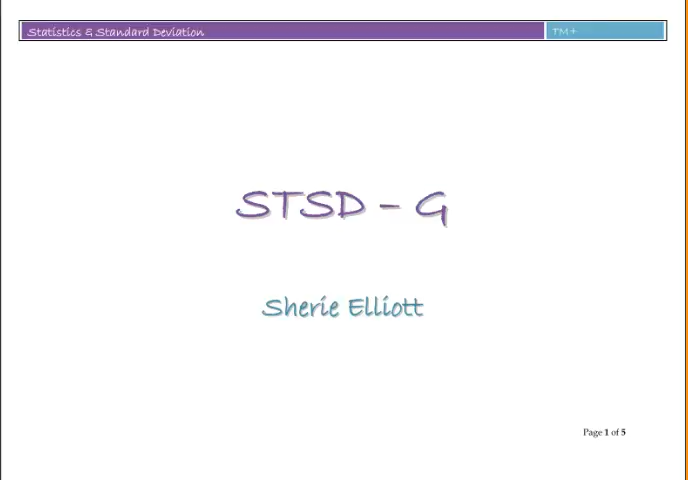 Statistics & Standard Deviation
TM+
STSD – G
Sherie Elliott
Page 1 of 5